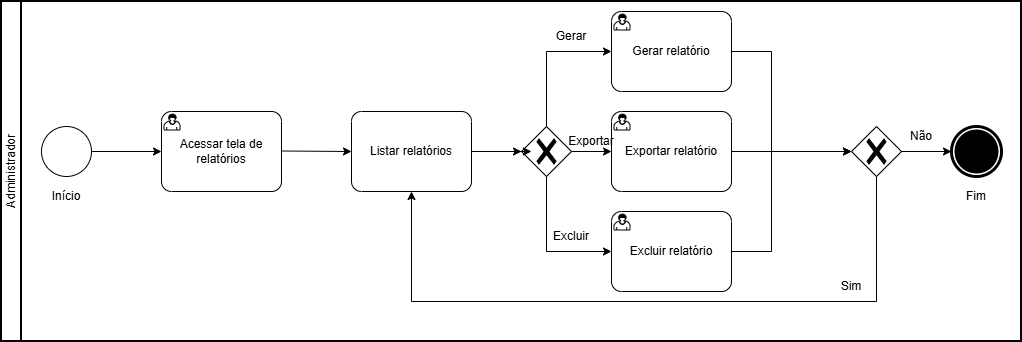 Administrador
Início
Acessar tela de
relatórios
Listar relatórios
Gerar
Gerar relatório
Exportar
Exportar relatório
Excluir
Excluir relatório
Não
Sim
Fim